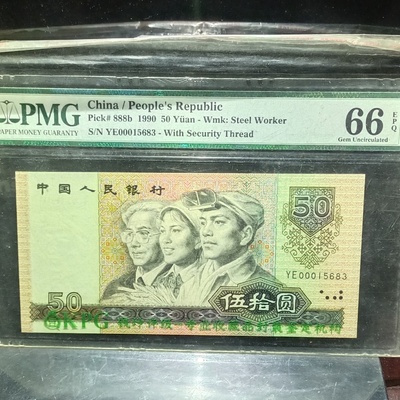 PMG
PAPER MONEY GUARANTY
China / People's Republic
Pick# 888b 1990 50 Yüan - Wmk: Steel Worker
S/N YE00015683 - With Security Thread
66
EPQ
Gem Uncirculated
中国人民银行
50
YE00015683
50
伍拾圆
KPG